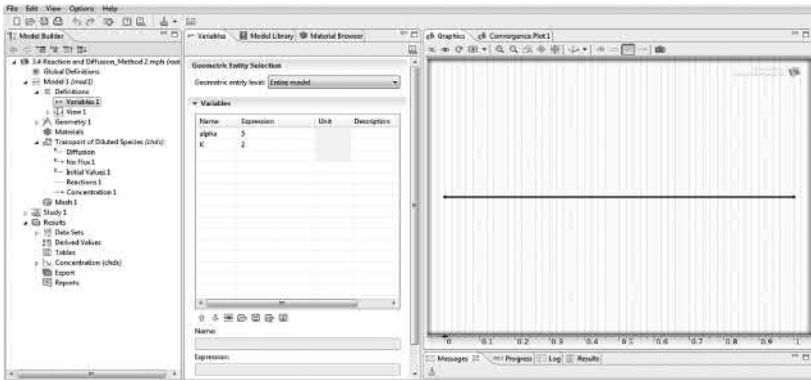 File Edit View Options Help
Model Builder
3.4 Reaction and Diffusion_Method 2.mph (root)
Global Definitions
Model 1 (mod1)
Definitions
Variables 1
View 1
Geometry 1
Materials
Transport of Diluted Species (chds)
Diffusion
No Flux 1
Initial Values 1
Reactions 1
Concentration 1
Mesh 1
Study 1
Results
Data Sets
Derived Values
Tables
Concentration (chds)
Export
Reports
Variables Model Library Material Browser
Geometric Entity Selection
Geometric entity level: Entire model
Variables
Name Expression Unit Description
alpha 5
K 2
Name:
Expression:
Graphics Convergence Plot 1
0 0.1 0.2 0.3 0.4 0.5 0.6 0.7 0.8 0.9 1
Messages Progress Log Results